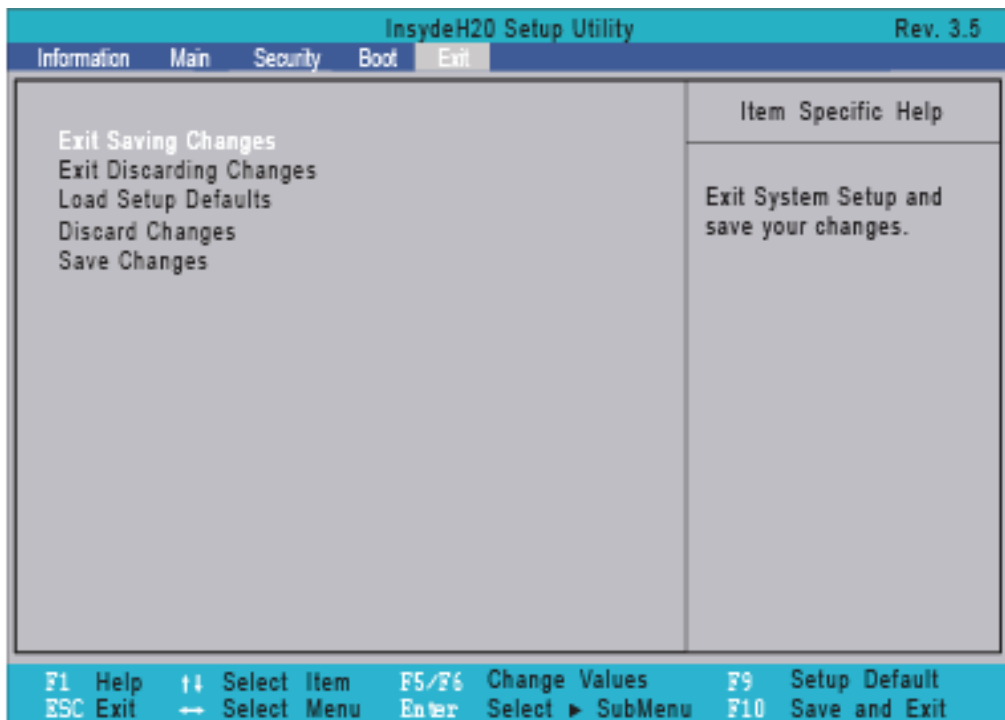 InsydeH20 Setup Utility Rev. 3.5
Information Main Security Boot Exit
Exit Saving Changes
Exit Discarding Changes
Load Setup Defaults
Discard Changes
Save Changes
Item Specific Help
Exit System Setup and
save your changes.
F1 Help ↑↓ Select Item F5/F6 Change Values F9 Setup Default
ESC Exit ↔ Select Menu Enter Select ▶ SubMenu F10 Save and Exit